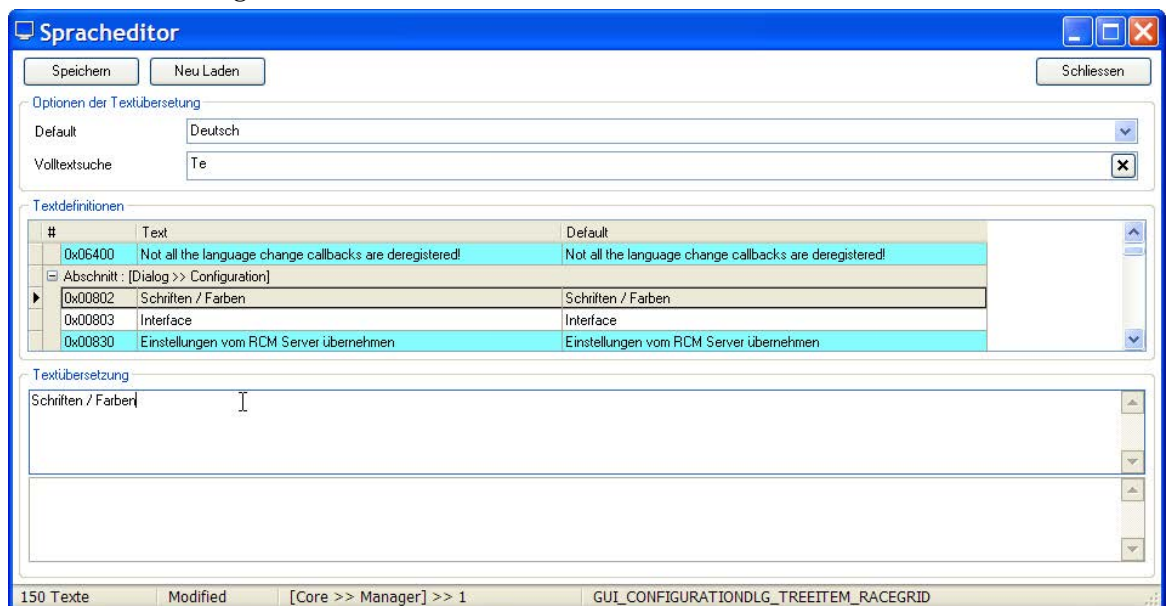 Spracheditor
Speichern Neu Laden Schliessen
Optionen der Textübersetung
Default Deutsch
Volltextsuche Te
Textdefinitionen
# Text Default
0x06400 Not all the language change callbacks are deregistered! Not all the language change callbacks are deregistered!
Abschnitt : [Dialog >> Configuration]
0x00802 Schriften / Farben Schriften / Farben
0x00803 Interface Interface
0x00830 Einstellungen vom RCM Server übernehmen Einstellungen vom RCM Server übernehmen
Textübersetzung
Schriften / Farben
150 Texte Modified [Core >> Manager] >> 1 GUI_CONFIGURATIONDLG_TREEITEM_RACEGRID